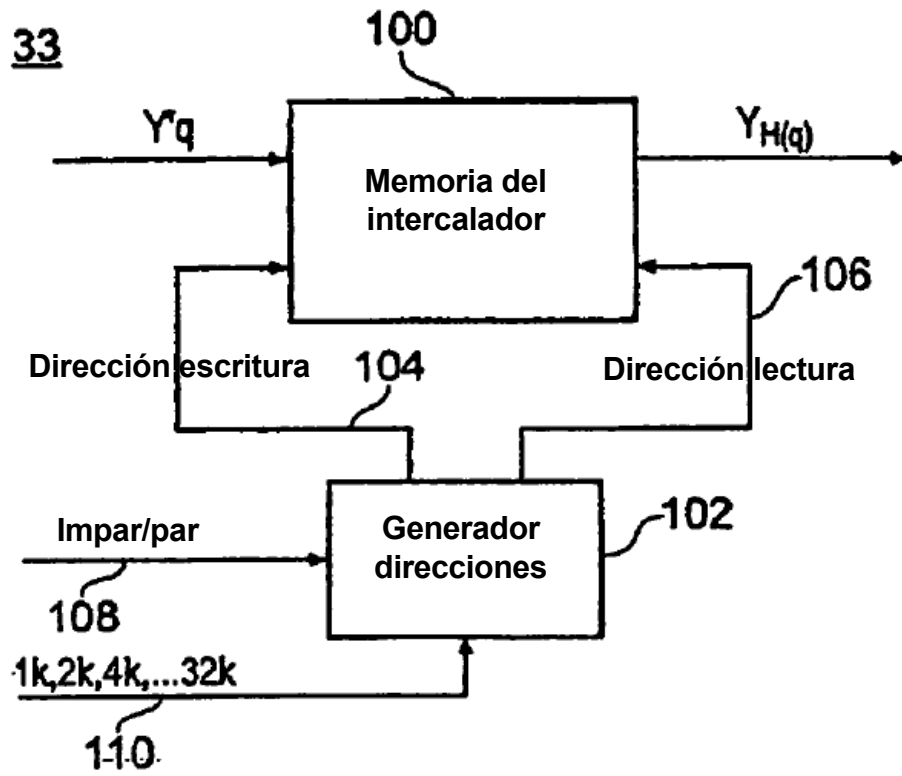 33
100
Y'q
Y_H(q)
Memoria del
intercalador
106
Dirección escritura
104
Dirección lectura
Impar/par
Generador
direcciones
102
108
1k,2k,4k,...32k
110